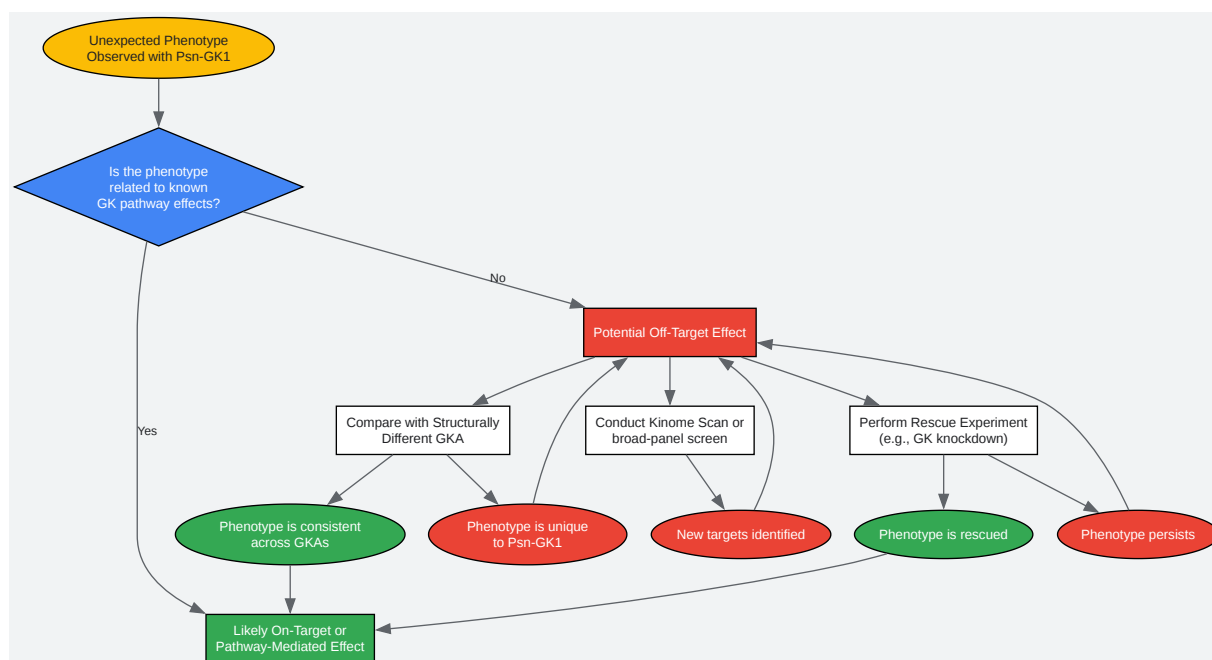 Unexpected Phenotype
Observed with Psn-GK1
Is the phenotype
related to known
GK pathway effects?
No
Potential Off-Target Effect
Yes
Compare with Structurally
Different GKA
Conduct Kinome Scan or
broad-panel screen
Perform Rescue Experiment
(e.g., GK knockdown)
Phenotype is consistent
across GKAs
Phenotype is unique
to Psn-GK1
New targets identified
Phenotype is rescued
Phenotype persists
Likely On-Target or
Pathway-Mediated Effect